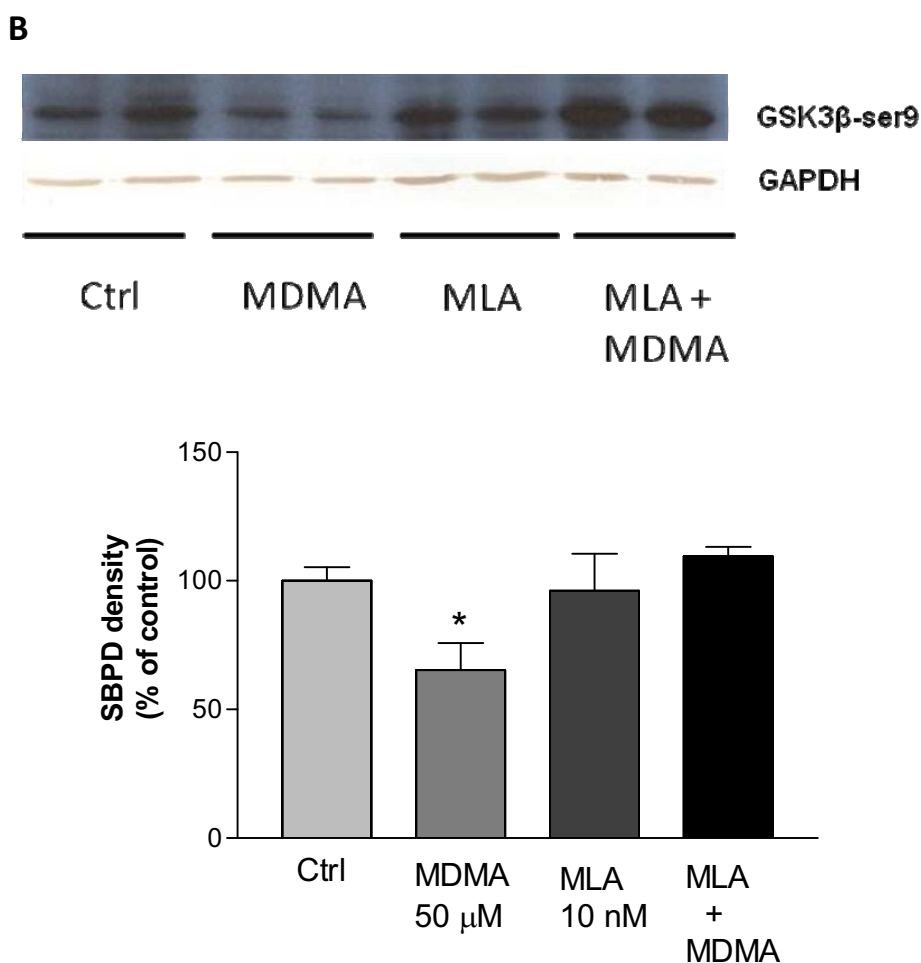 B
GSK3β-ser9
GAPDH
Ctrl
MDMA
MLA
MLA +
MDMA
150
100
50
0
SBPD density
(% of control)
*
Ctrl
MDMA
50 μM
MLA
10 nM
MLA
+
MDMA